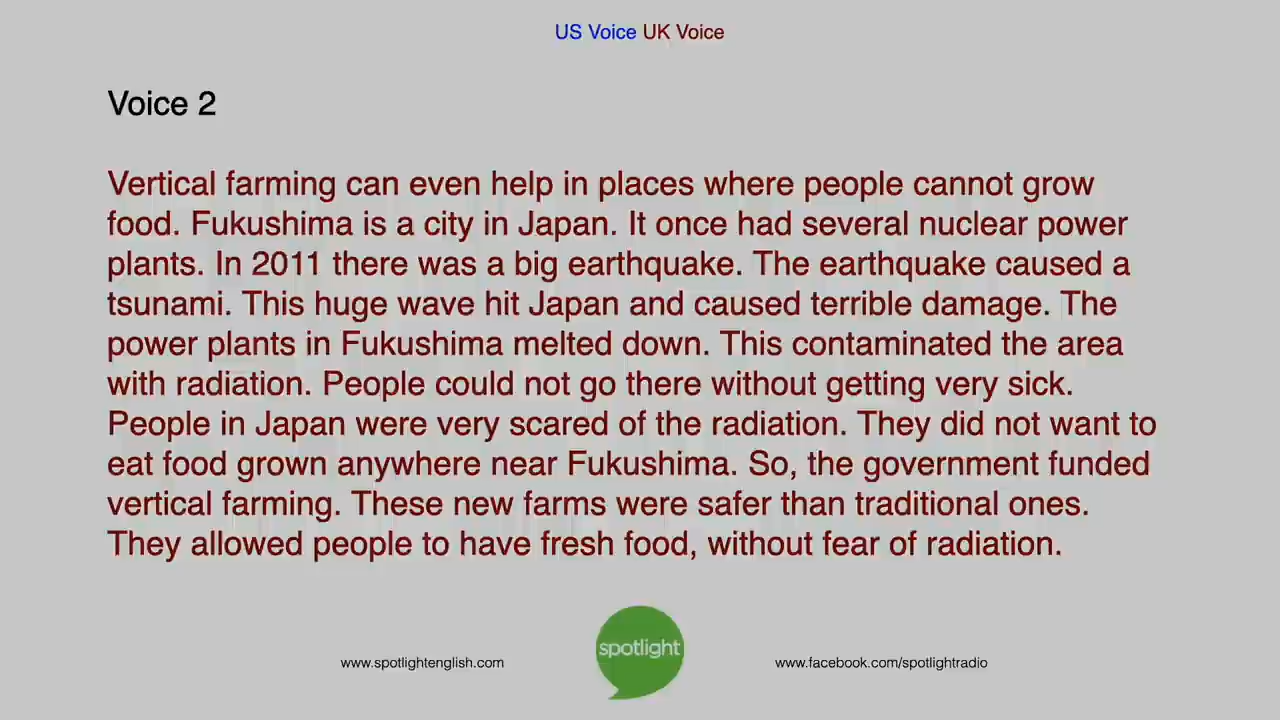 US Voice UK Voice
Voice 2
Vertical farming can even help in places where people cannot grow
food. Fukushima is a city in Japan. It once had several nuclear power
plants. In 2011 there was a big earthquake. The earthquake caused a
tsunami. This huge wave hit Japan and caused terrible damage. The
power plants in Fukushima melted down. This contaminated the area
with radiation. People could not go there without getting very sick.
People in Japan were very scared of the radiation. They did not want to
eat food grown anywhere near Fukushima. So, the government funded
vertical farming. These new farms were safer than traditional ones.
They allowed people to have fresh food, without fear of radiation.
spotlight
www.spotlightenglish.com
www.facebook.com/spotlightradio